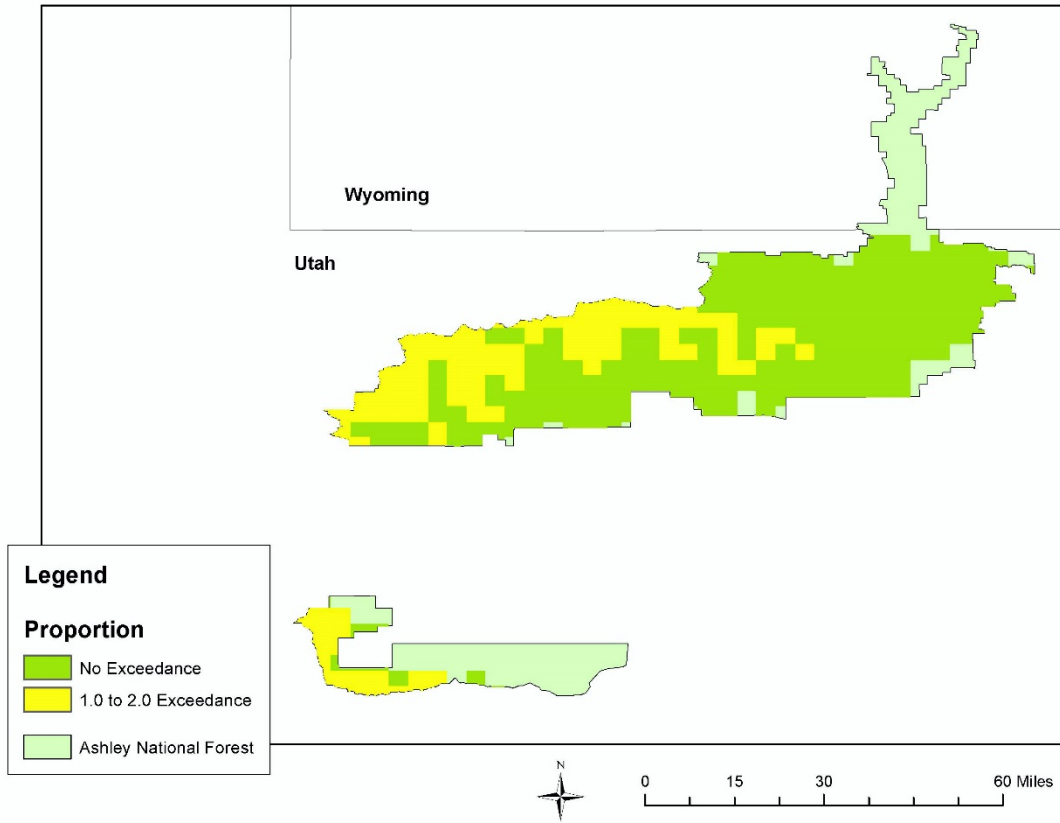 Wyoming
Utah
Legend
Proportion
No Exceedance
1.0 to 2.0 Exceedance
Ashley National Forest
N
0 15 30 60 Miles